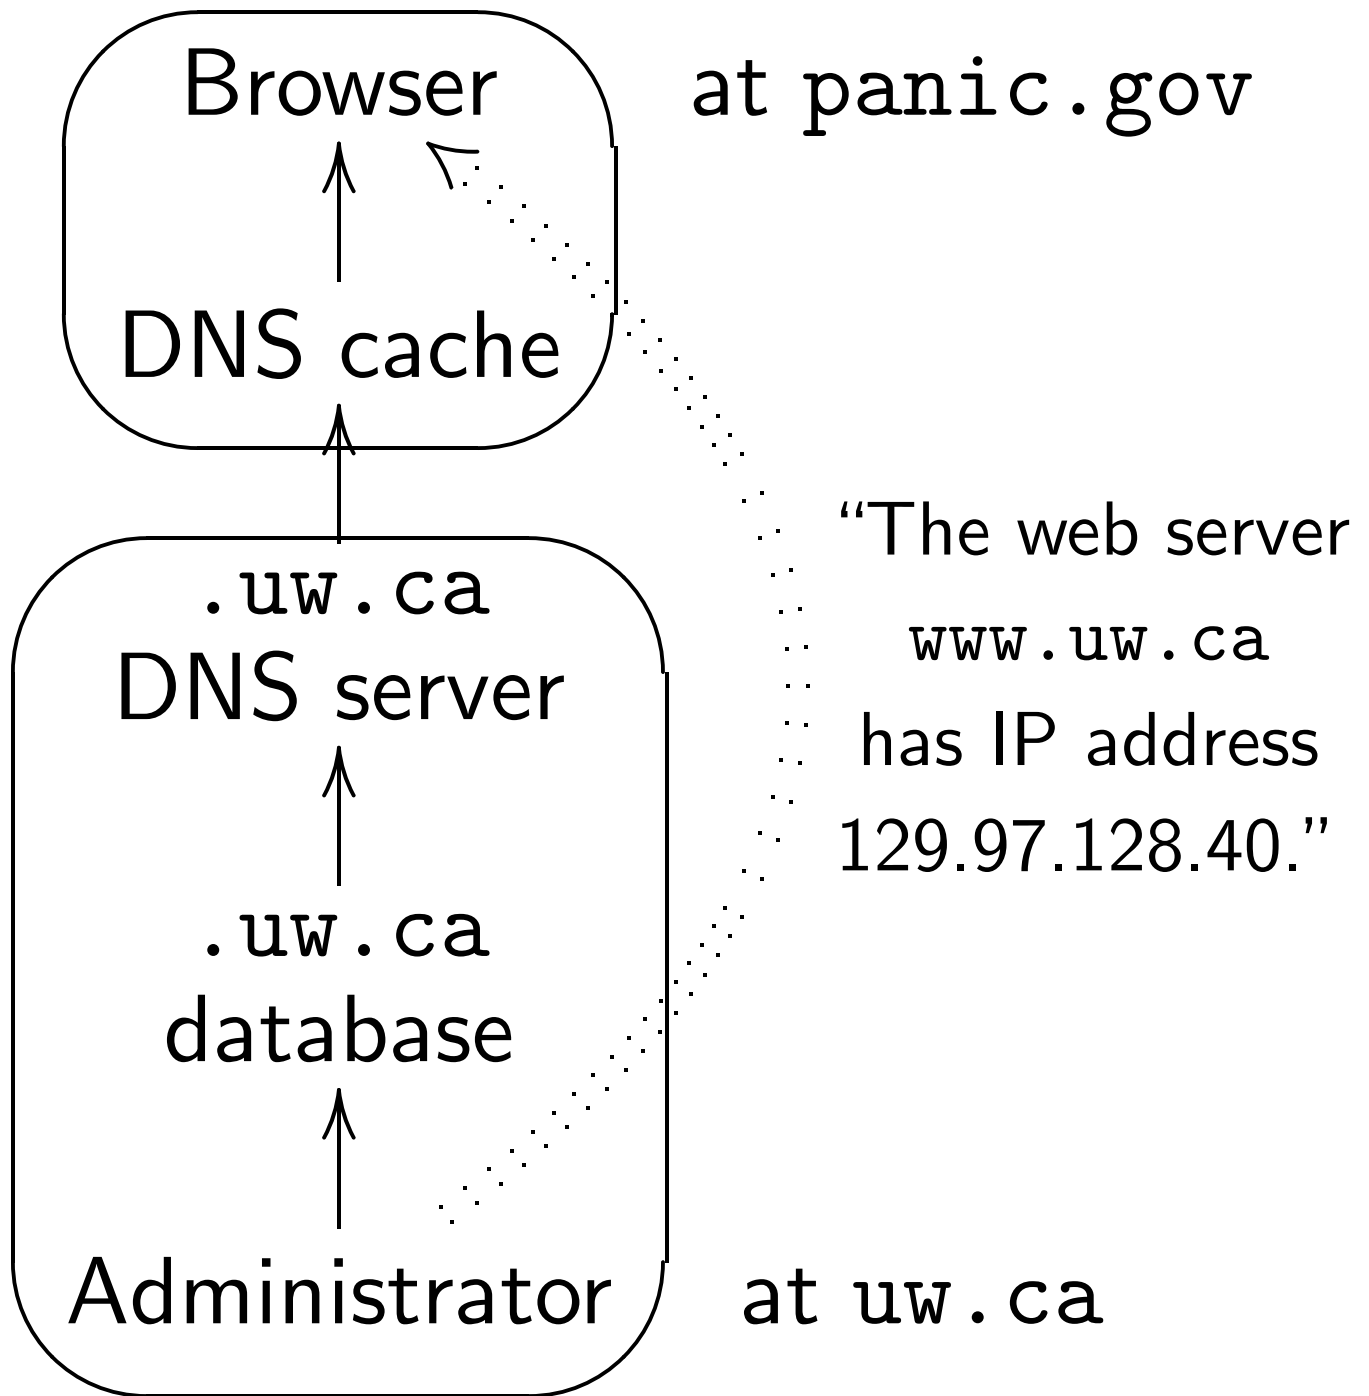 Browser
at panic.gov
DNS cache
“The web server
www.uw.ca
has IP address
129.97.128.40.”
.uw.ca
DNS server
.uw.ca
database
Administrator
at uw.ca